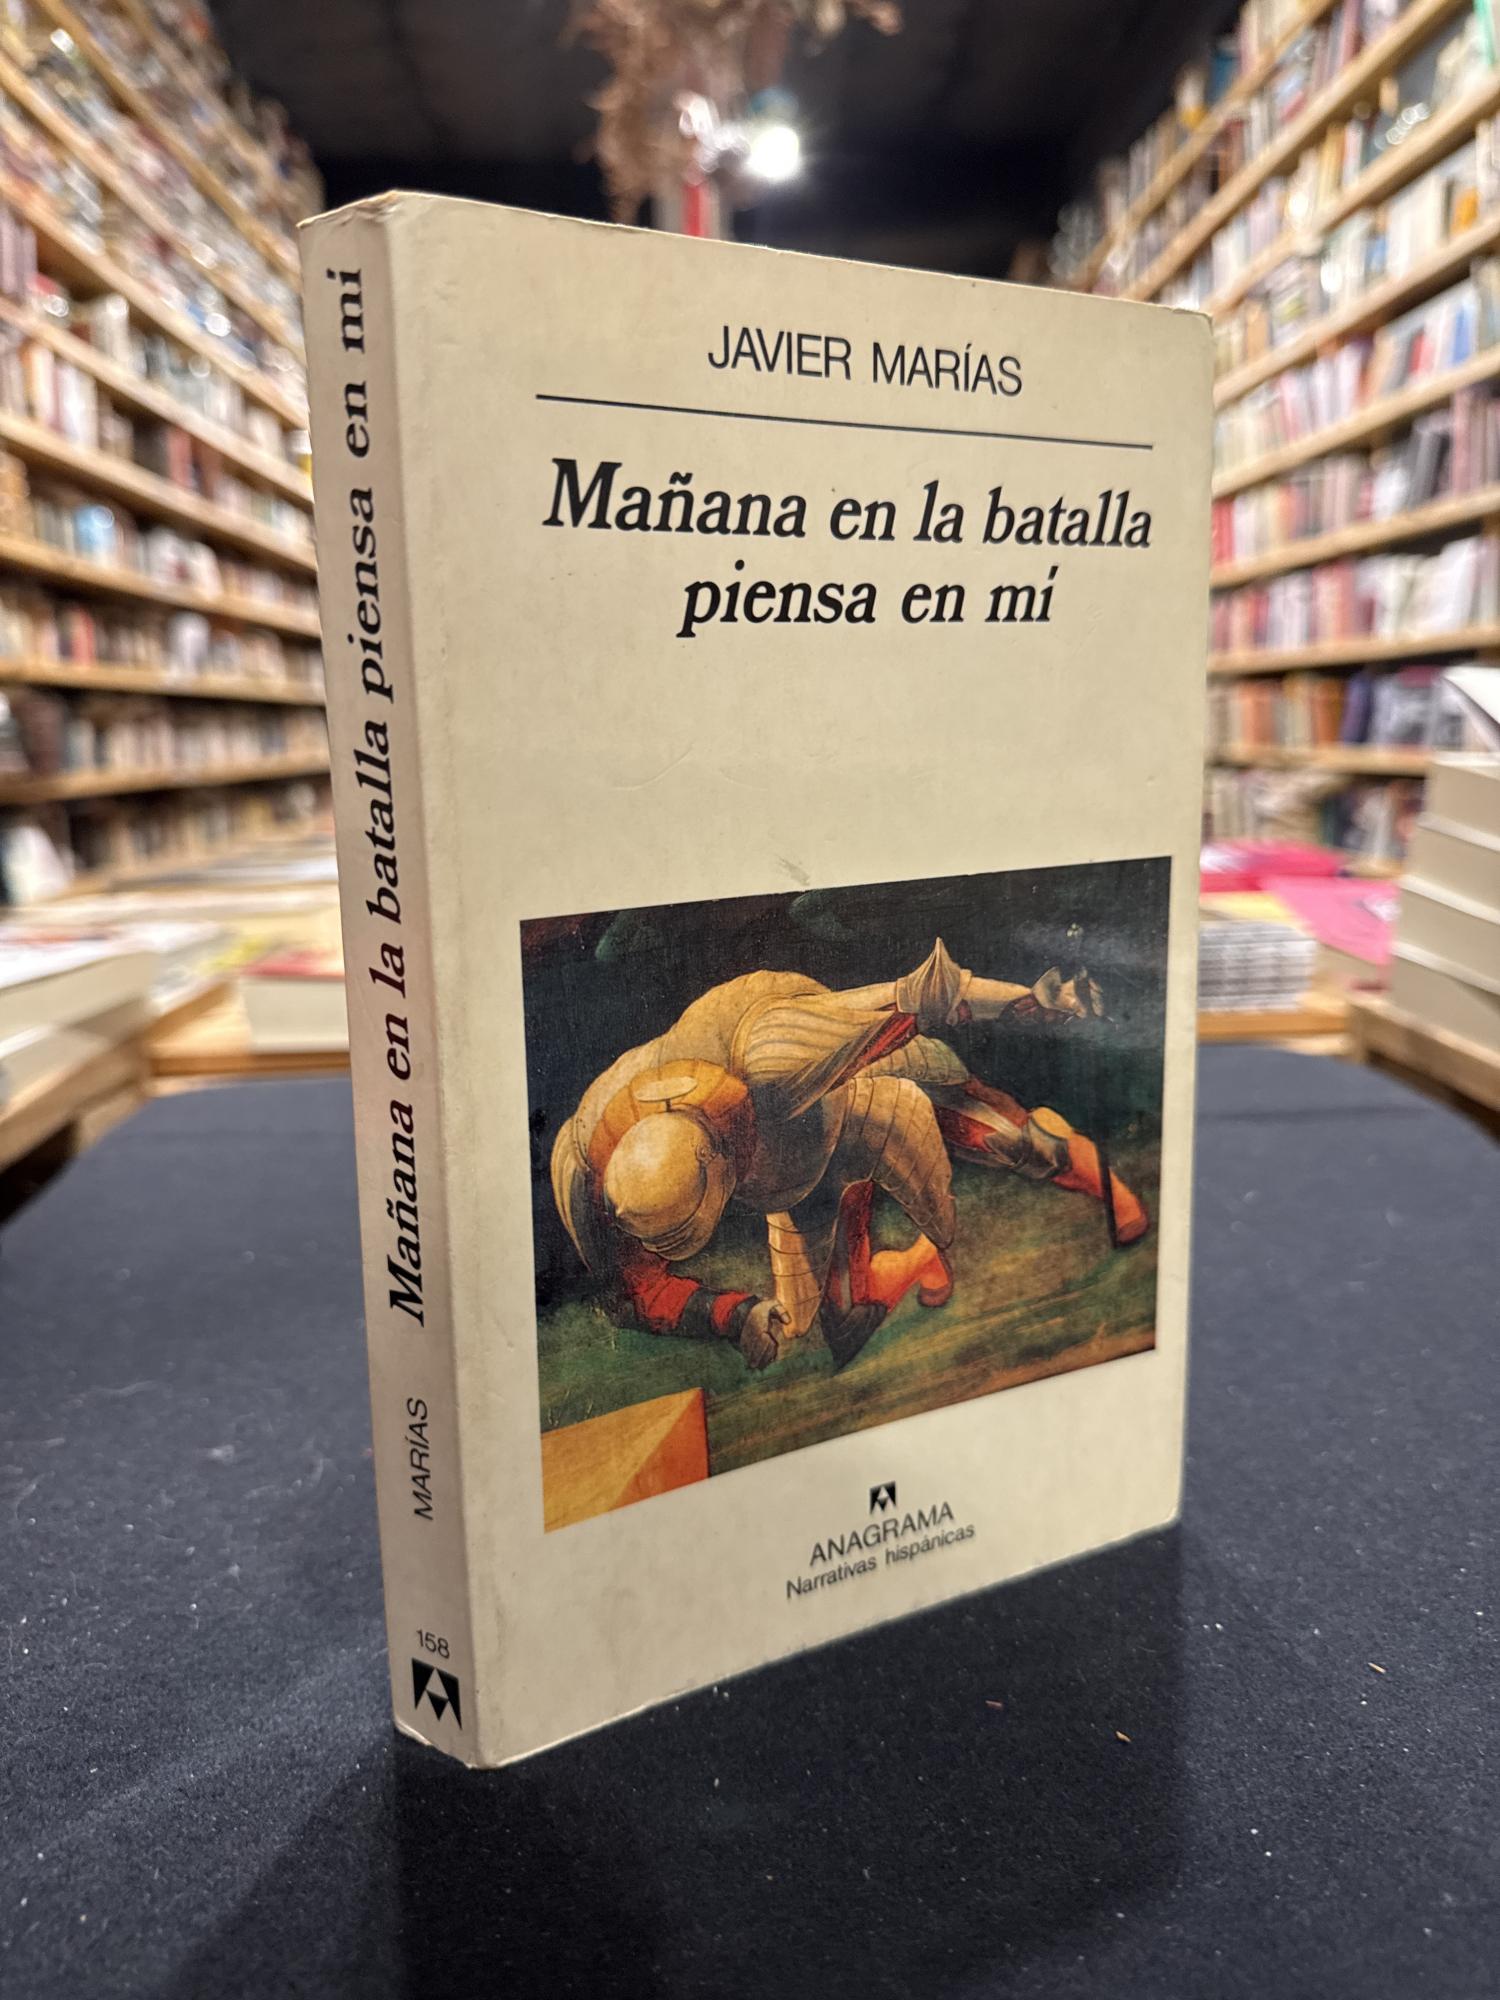 JAVIER MARÍAS
Mañana en la batalla
piensa en mí
ANAGRAMA
Narrativas hispánicas
Mañana en la batalla piensa en mí
MARÍAS
158